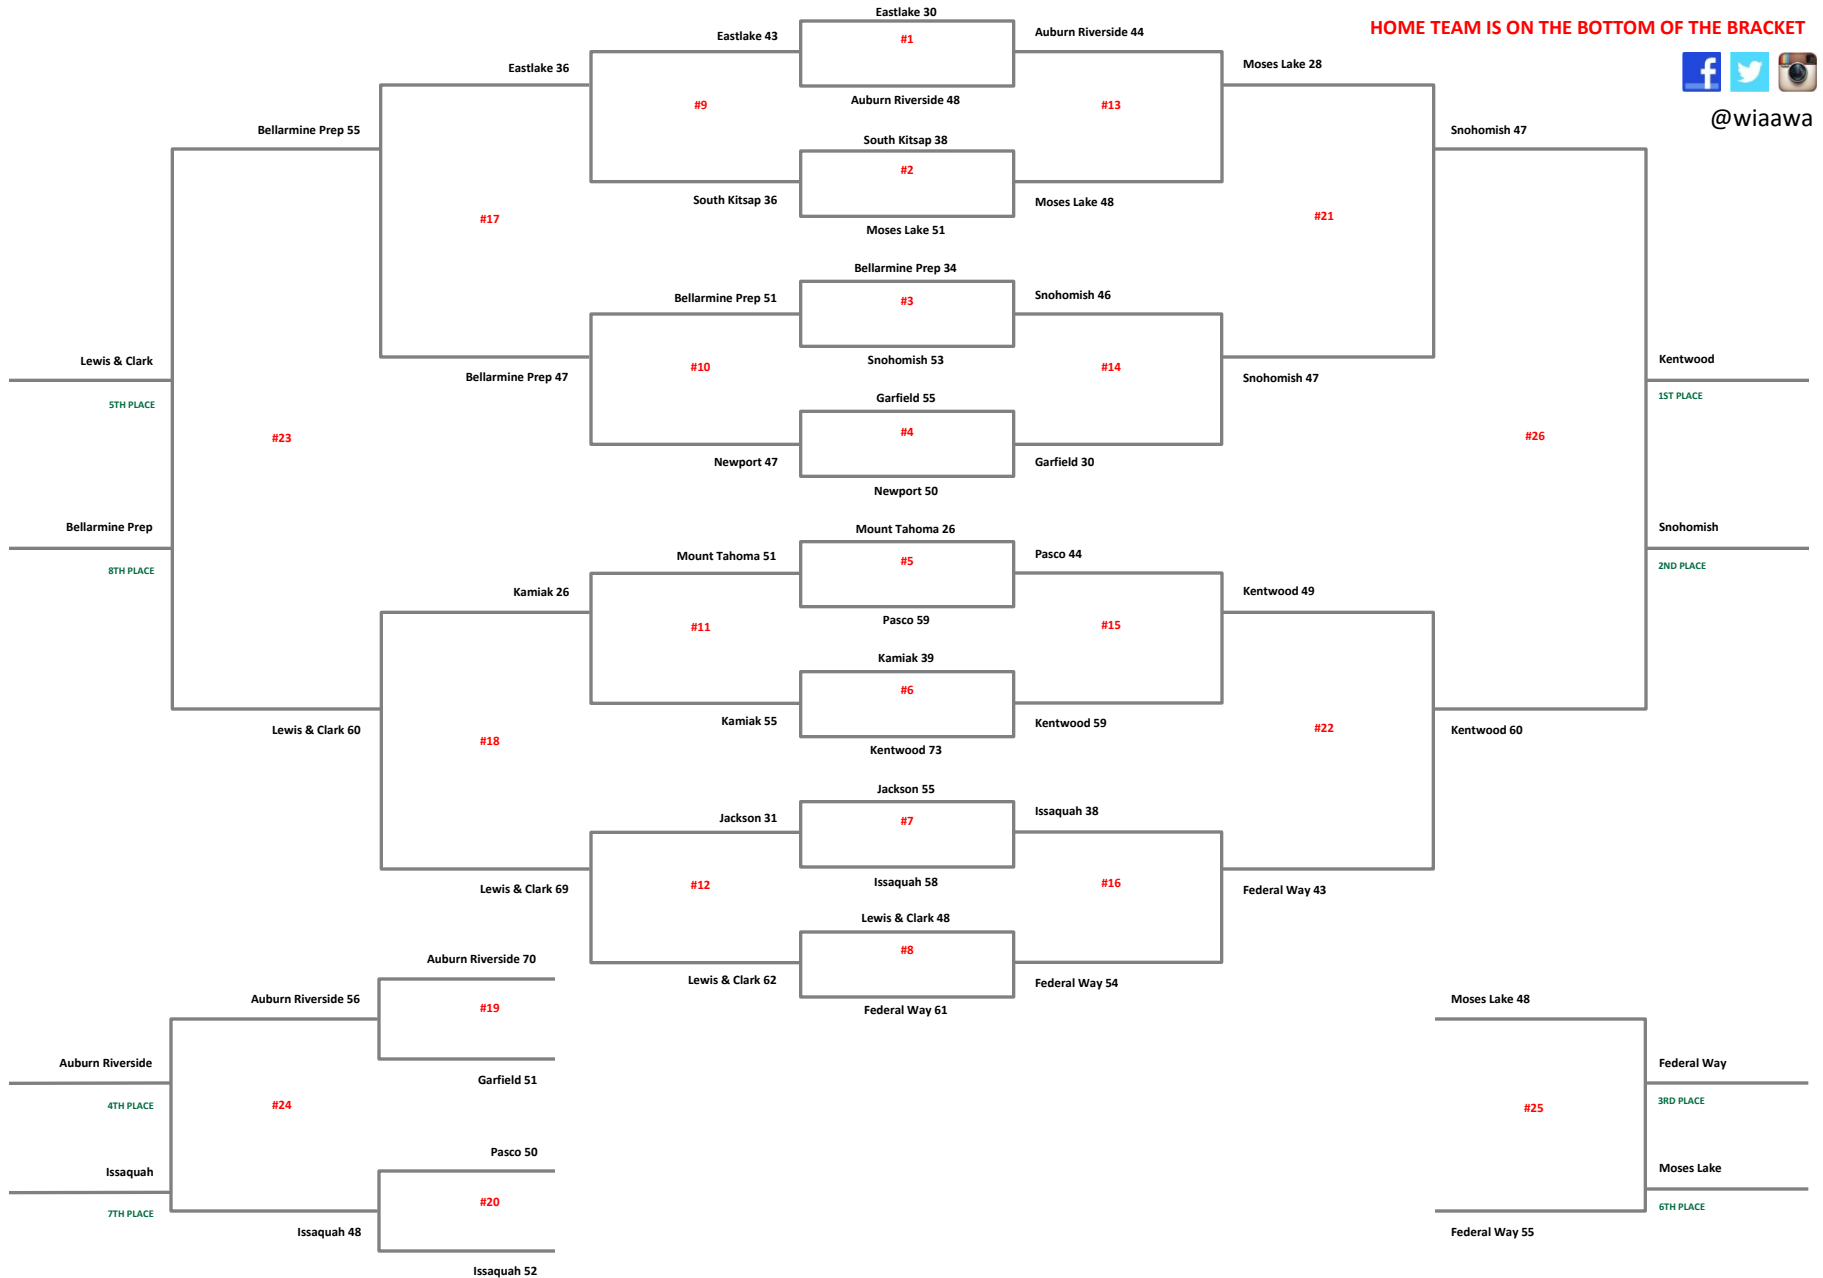 HOME TEAM IS ON THE BOTTOM OF THE BRACKET
@wiaawa
Eastlake 30
#1
Auburn Riverside 48
South Kitsap 38
#2
Moses Lake 51
Bellarmine Prep 34
#3
Snohomish 53
Garfield 55
#4
Newport 50
Mount Tahoma 26
#5
Pasco 59
Kamiak 39
#6
Kentwood 73
Jackson 55
#7
Issaquah 58
Lewis & Clark 48
#8
Federal Way 61
Eastlake 43
#9
South Kitsap 36
Bellarmine Prep 51
#10
Newport 47
Mount Tahoma 51
#11
Kamiak 55
Jackson 31
#12
Lewis & Clark 62
Auburn Riverside 44
#13
Moses Lake 48
Snohomish 46
#14
Garfield 30
Pasco 44
#15
Kentwood 59
Issaquah 38
#16
Federal Way 54
Eastlake 36
#17
Bellarmine Prep 47
Kamiak 26
#18
Lewis & Clark 69
Auburn Riverside 70
#19
Garfield 51
Pasco 50
#20
Issaquah 52
Moses Lake 28
#21
Snohomish 47
Kentwood 49
#22
Federal Way 43
Bellarmine Prep 55
#23
Lewis & Clark 60
Lewis & Clark
5TH PLACE
Bellarmine Prep
8TH PLACE
Auburn Riverside 56
#24
Issaquah 48
Auburn Riverside
4TH PLACE
Issaquah
7TH PLACE
Moses Lake 48
#25
Federal Way 55
Federal Way
3RD PLACE
Moses Lake
6TH PLACE
Snohomish 47
#26
Kentwood 60
Kentwood
1ST PLACE
Snohomish
2ND PLACE